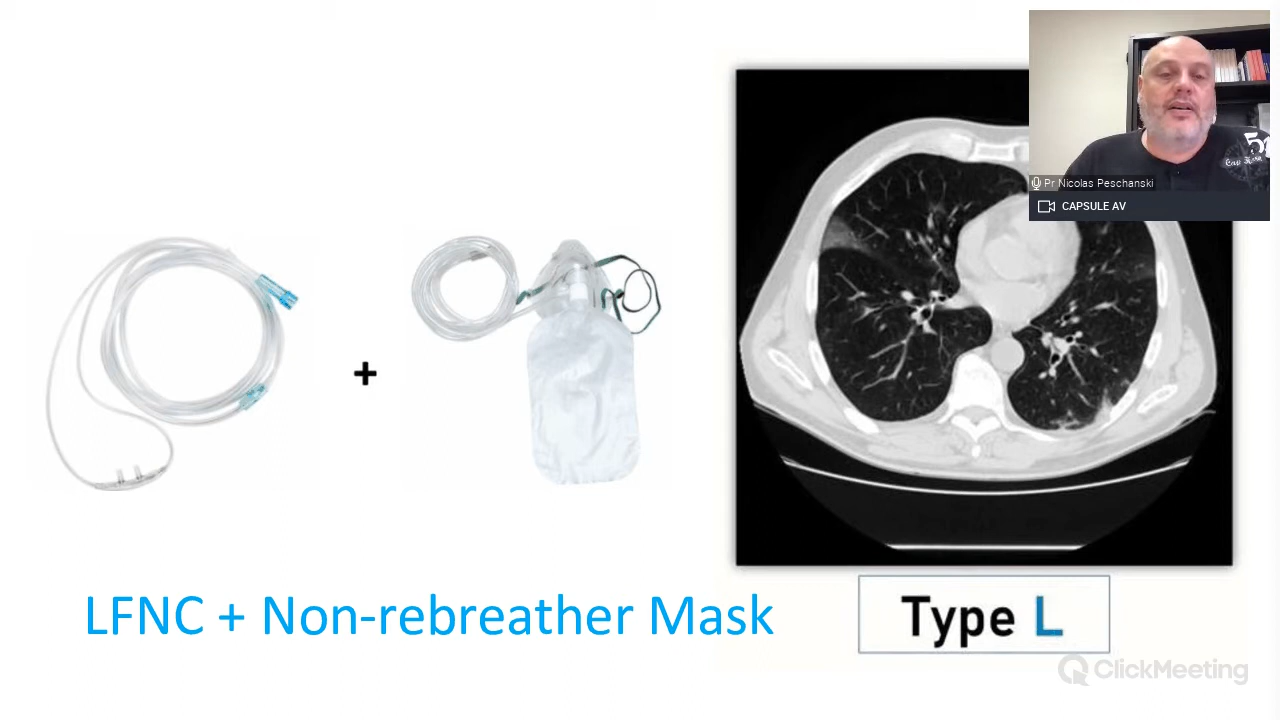 Pr Nicolas Peschanski
CAPSULE AV
+
LFNC + Non-rebreather Mask
Type L
ClickMeeting